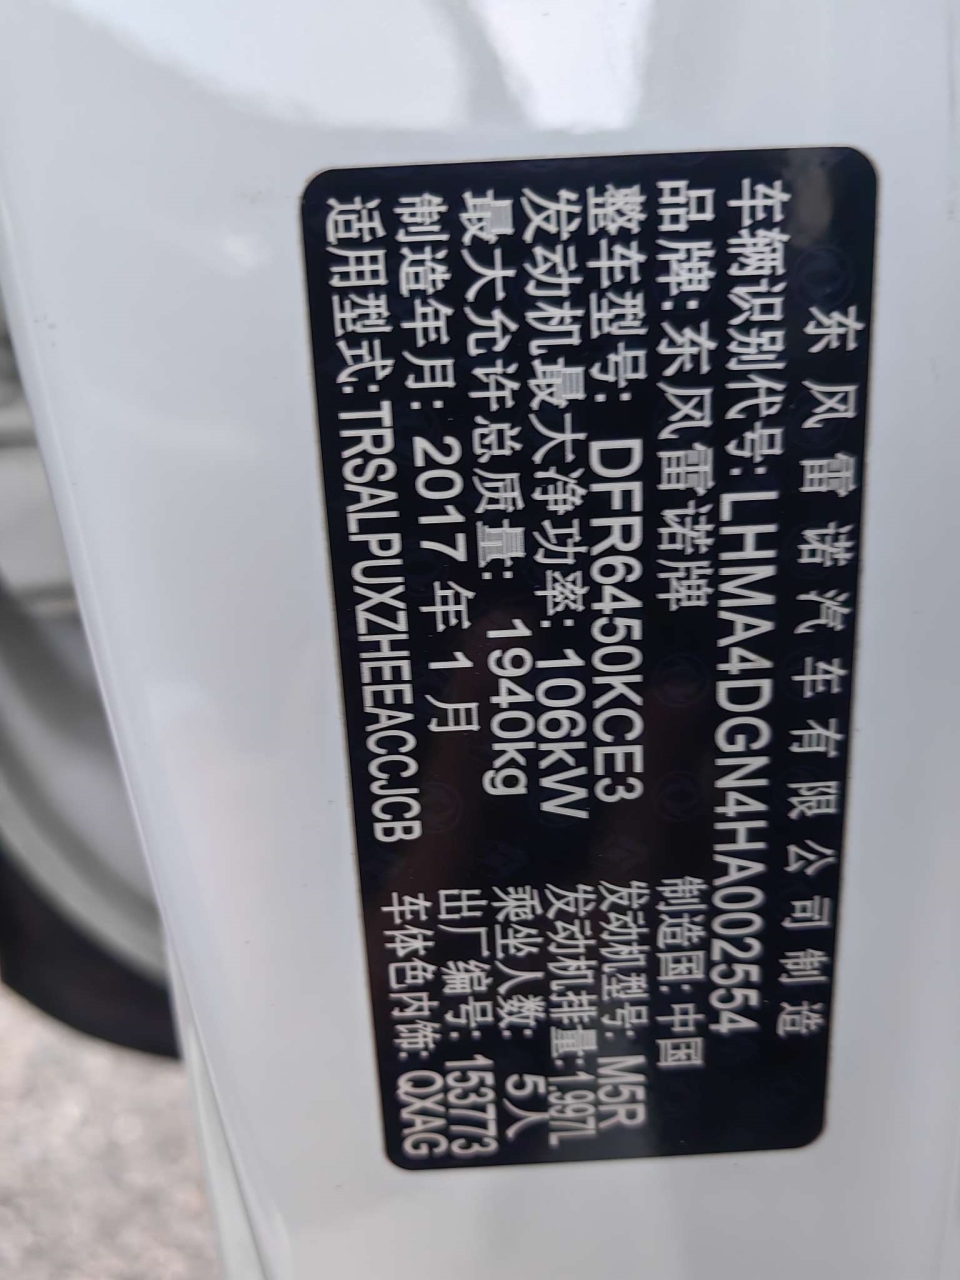 东风雷诺汽车有限公司制造
车辆识别代号: LHMA4DGN4HA002554
品牌: 东风雷诺牌 制造国: 中国
整车型号: DFR6450KCE3 发动机型号: M5R
发动机最大净功率: 106kW 发动机排量: 1.997L
最大允许总质量: 1940kg 乘坐人数: 5人
制造年月: 2017年1月 出厂编号: 153773
适用型式: TRSALPUXZHEEACCJCB 车体色内饰: QXAG